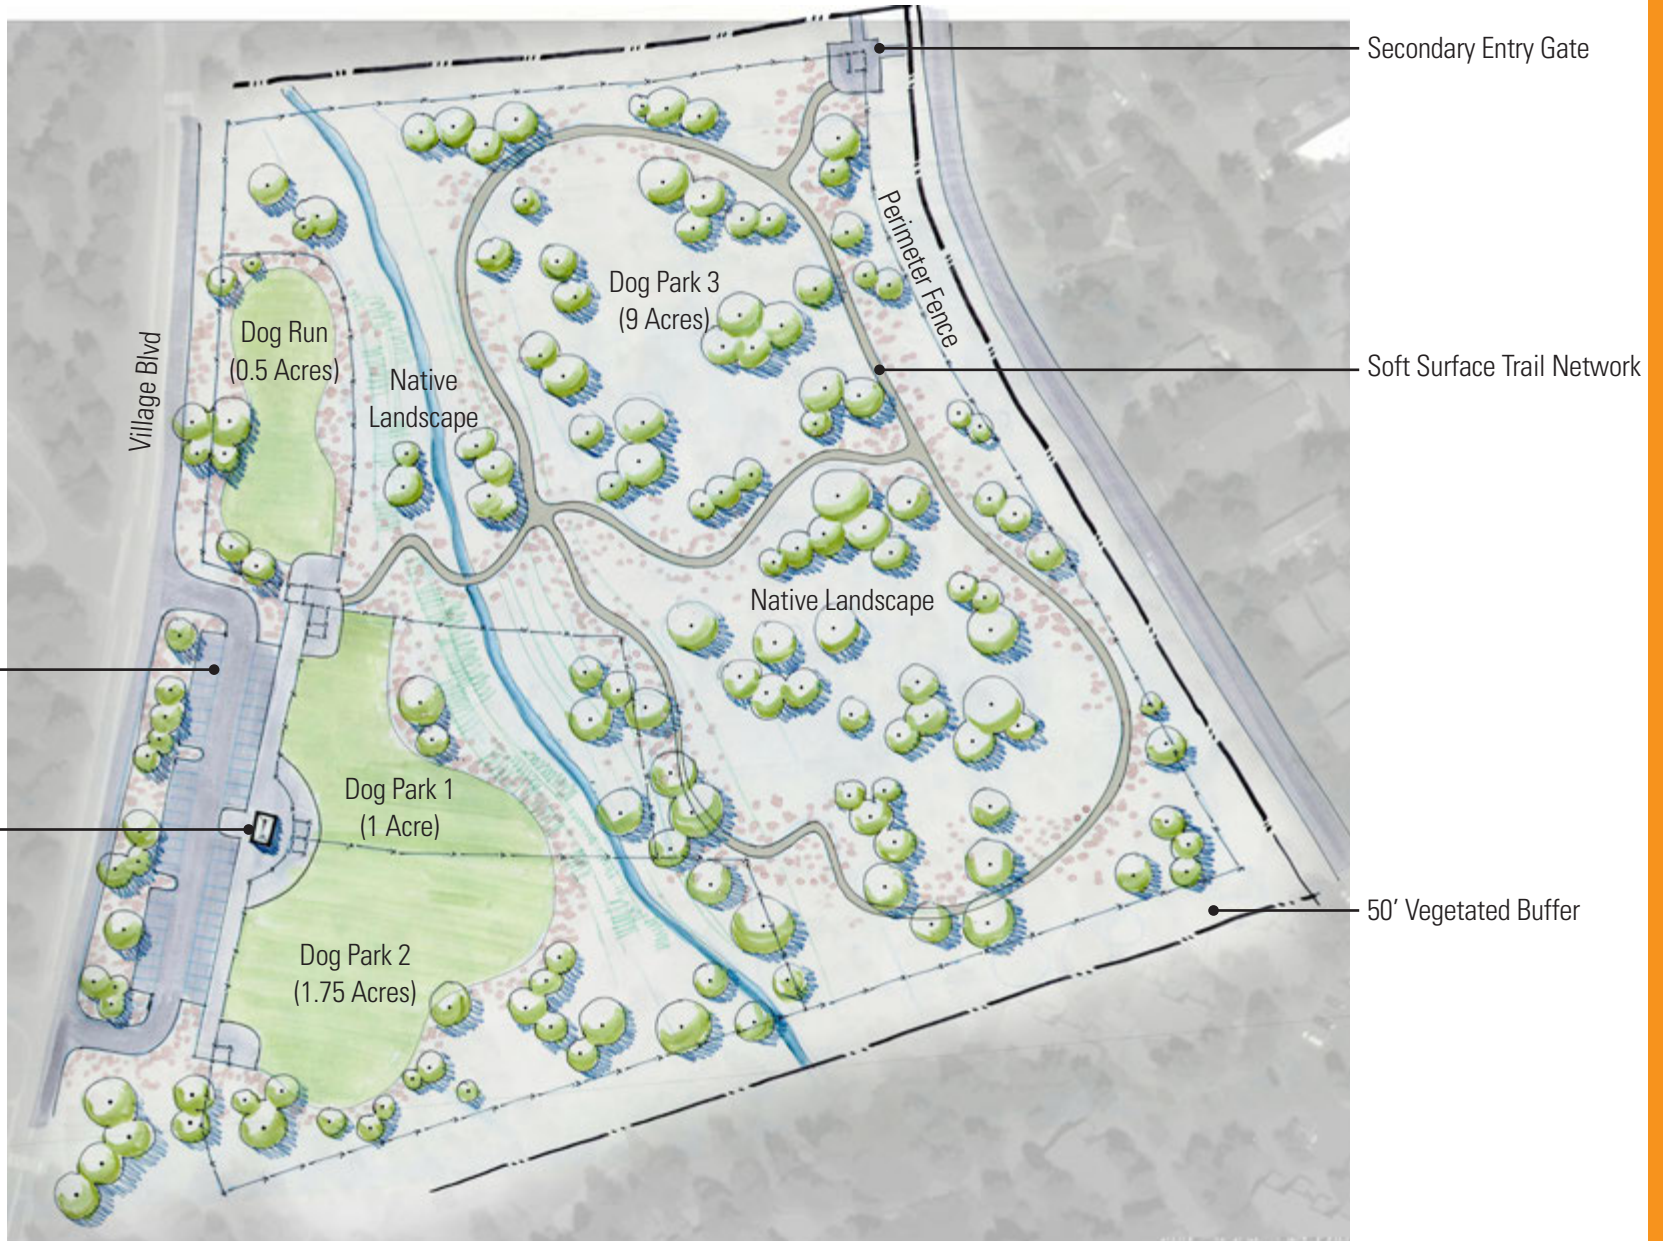 Secondary Entry Gate
Perimeter Fence
Dog Park 3
(9 Acres)
Dog Run
(0.5 Acres)
Village Blvd
Native
Landscape
Soft Surface Trail Network
Native Landscape
Dog Park 1
(1 Acre)
50' Vegetated Buffer
Dog Park 2
(1.75 Acres)